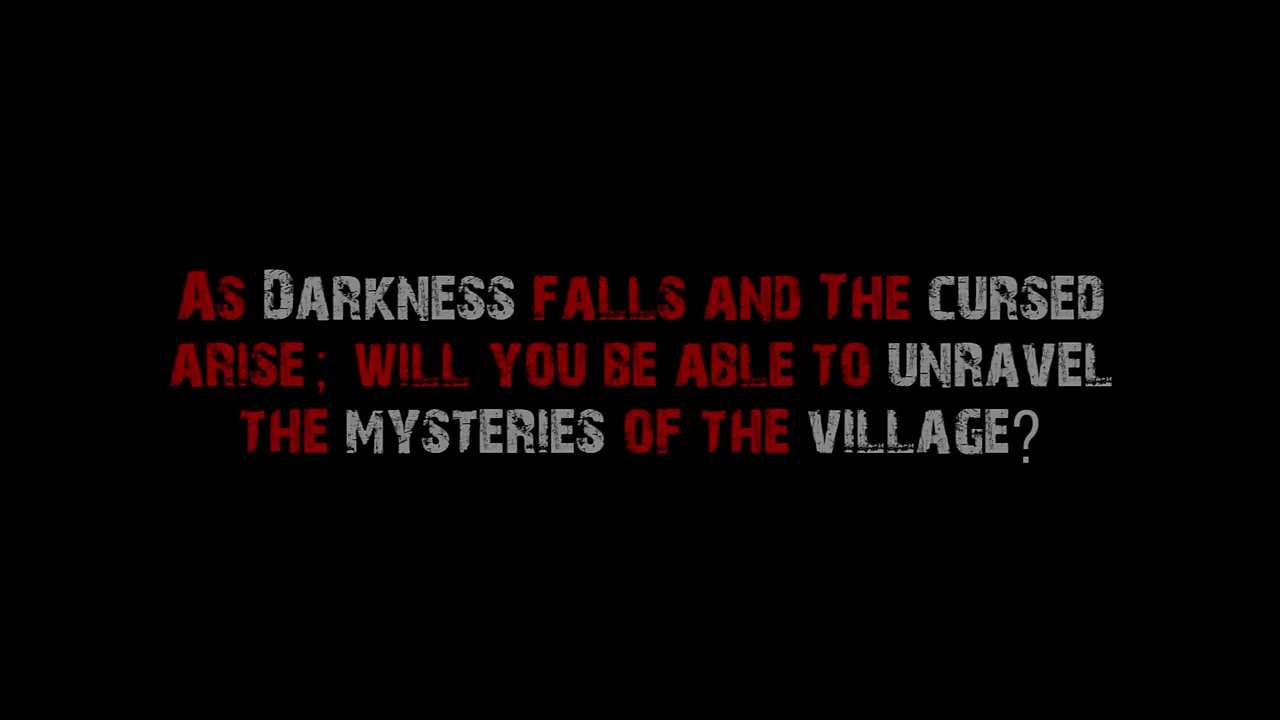 As Darkness falls and The cursed
arise; will you be able to unravel
the mysteries of the village?